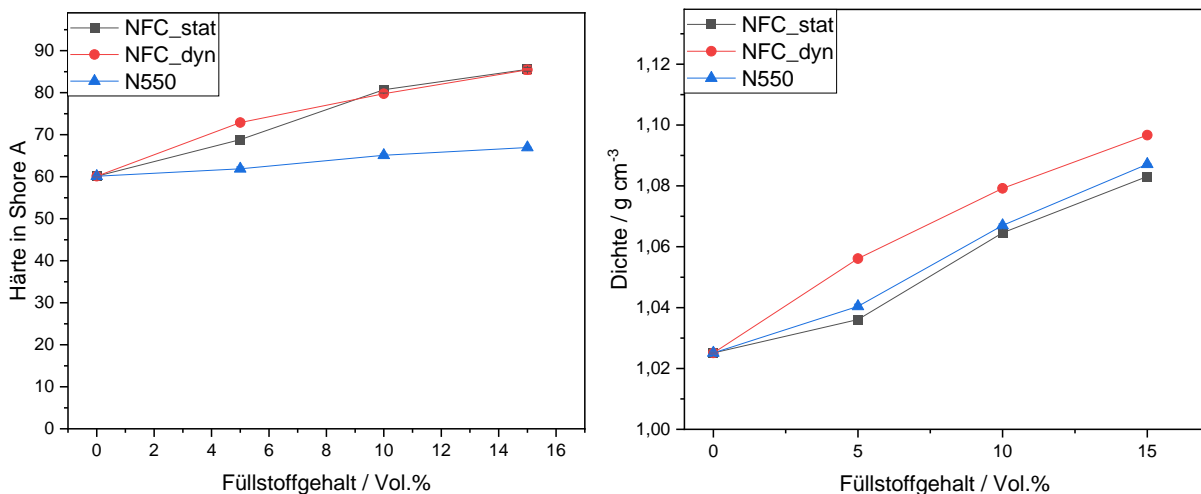 NFC_stat
NFC_dyn
N550
90
80
70
60
50
40
30
20
10
0
Härte in Shore A
0 2 4 6 8 10 12 14 16
Füllstoffgehalt / Vol.%
NFC_stat
NFC_dyn
N550
1,12
1,10
1,08
1,06
1,04
1,02
1,00
Dichte / g cm⁻³
0 5 10 15
Füllstoffgehalt / Vol.%